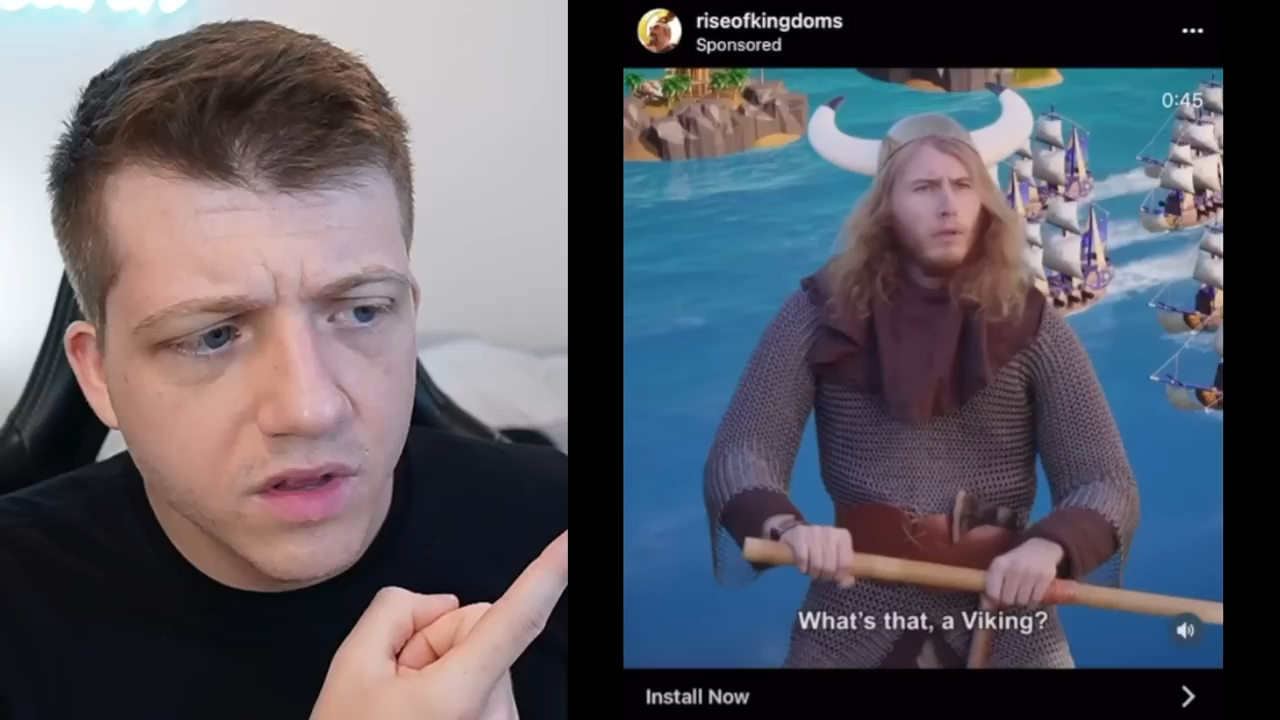 riseofkingdoms
Sponsored
0:45
What's that, a Viking?
Install Now